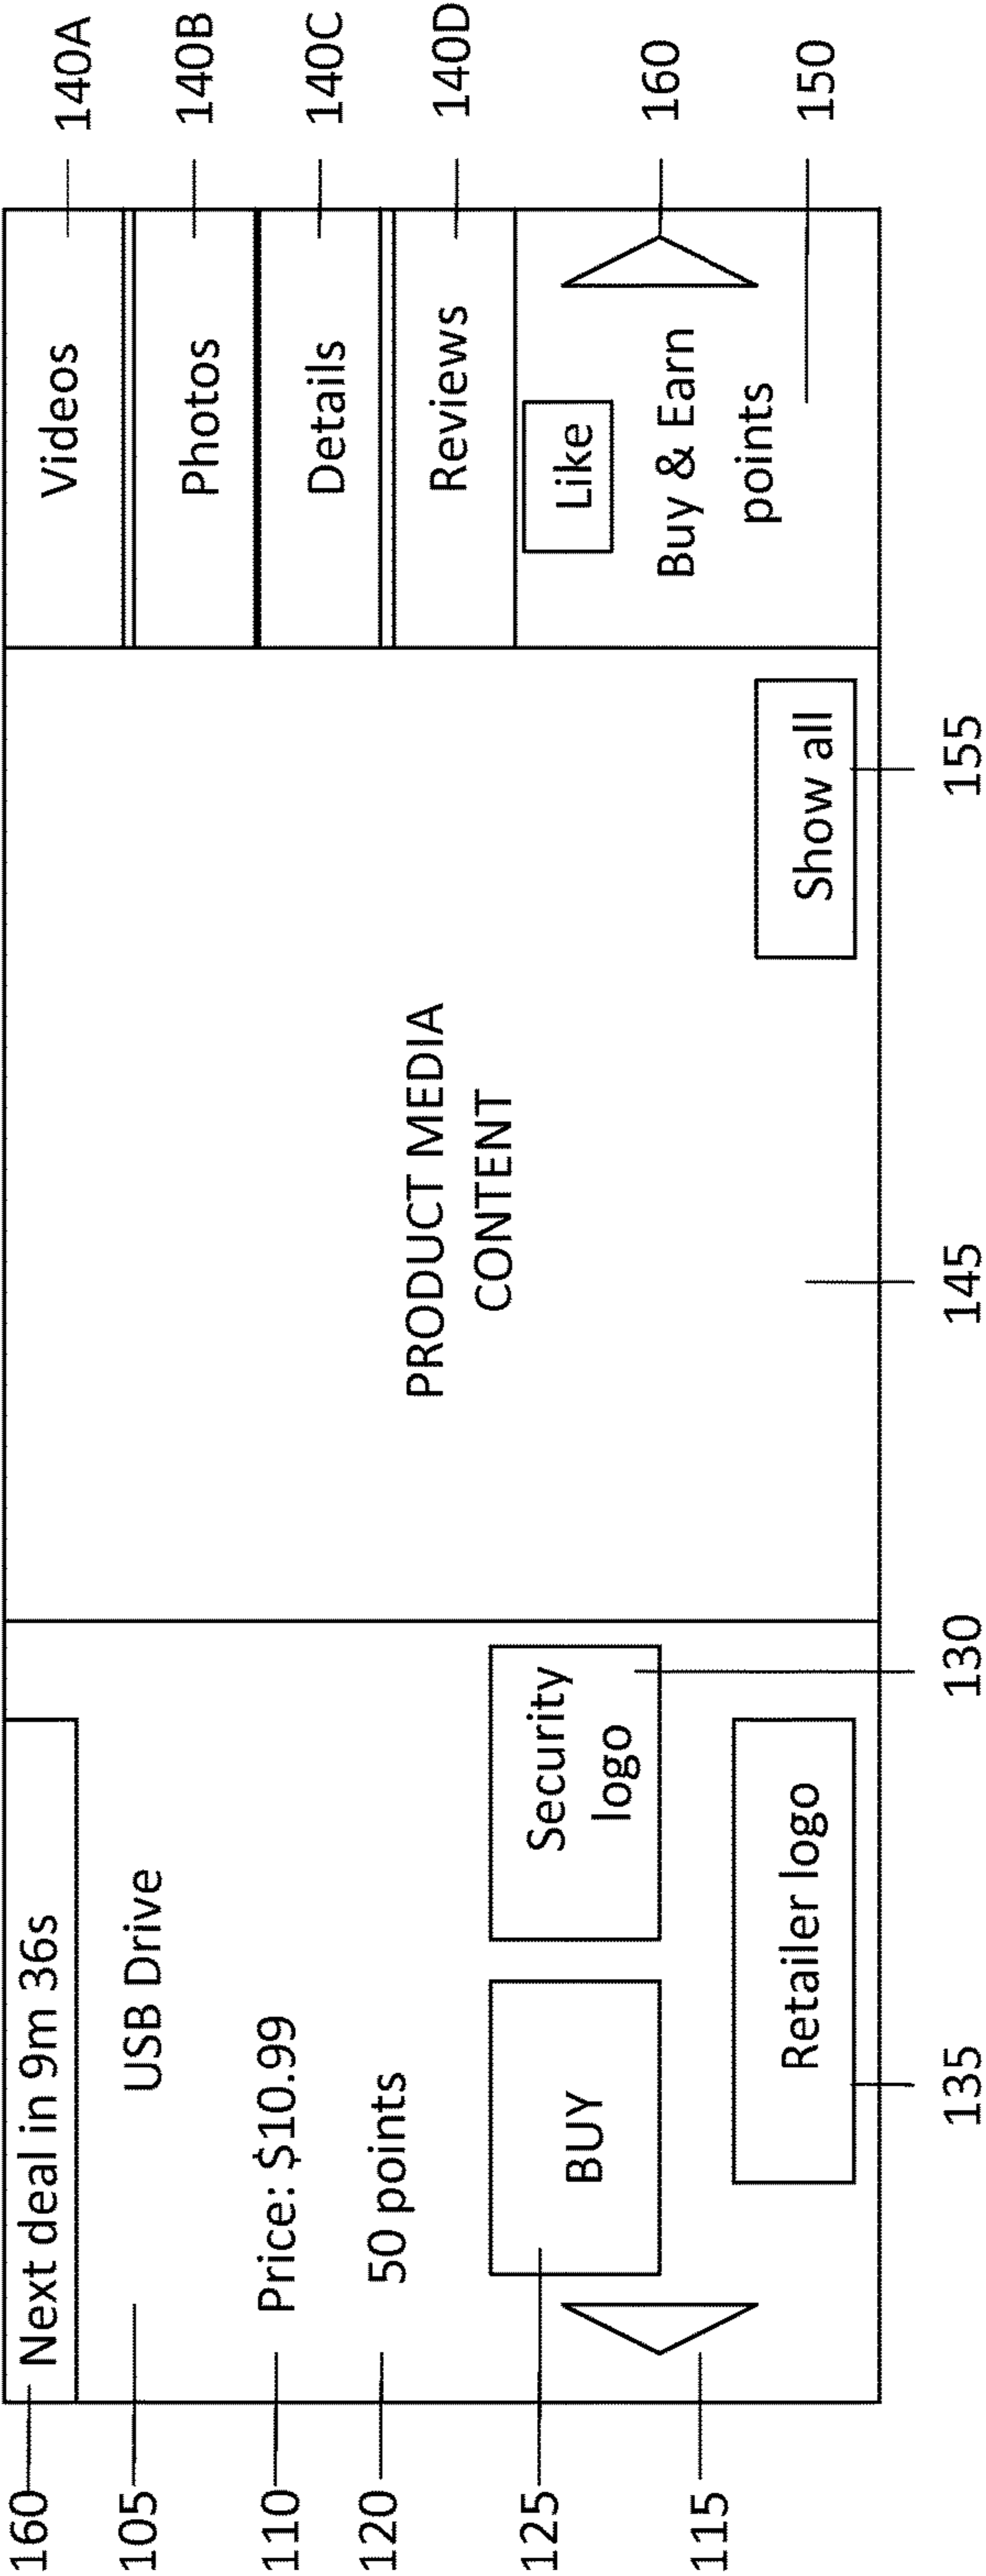 160
Next deal in 9m 36s
105
USB Drive
110
Price: $10.99
120
50 points
125
BUY
Security
logo
115
Retailer logo
PRODUCT MEDIA
CONTENT
Show all
Videos
140A
Photos
140B
Details
140C
Reviews
140D
Like
Buy & Earn
points
160
150
135
130
145
155